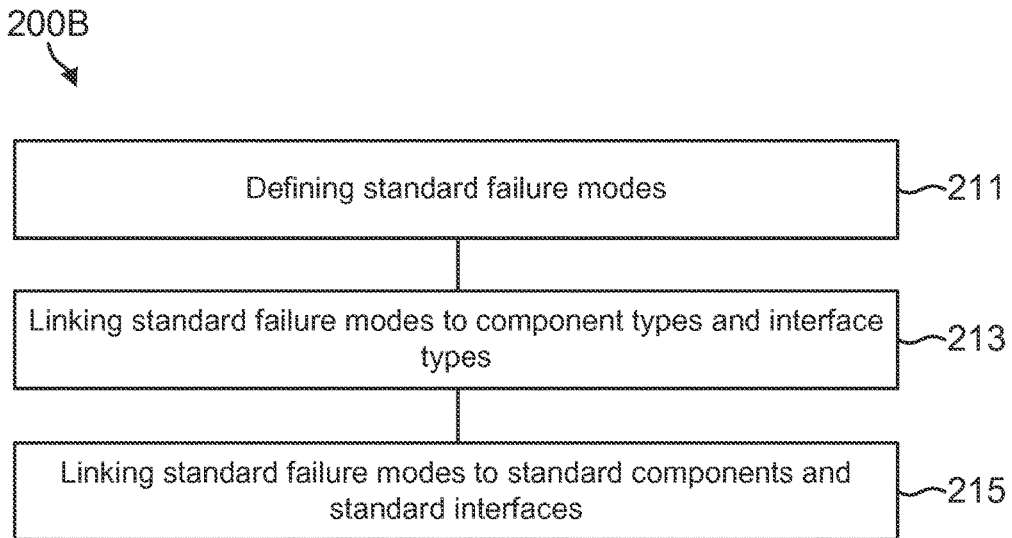 200B
Defining standard failure modes
211
Linking standard failure modes to component types and interface
types
213
Linking standard failure modes to standard components and
standard interfaces
215